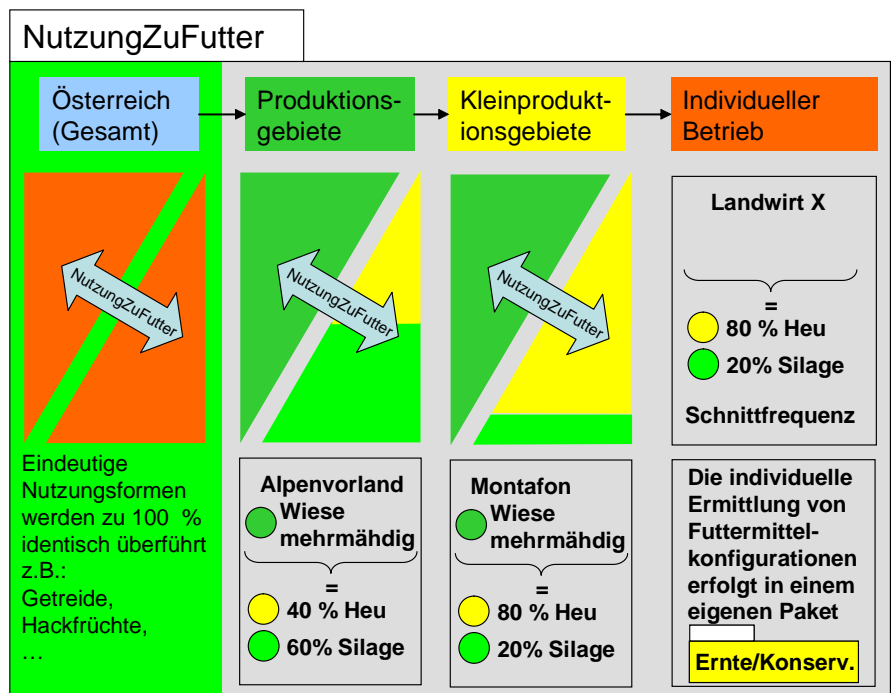 NutzungZuFutter
Österreich
(Gesamt)
Produktions-
gebiete
Kleinprodukt-
ionsgebiete
Individueller
Betrieb
NutzungZuFutter
NutzungZuFutter
NutzungZuFutter
Landwirt X
=
80 % Heu
20% Silage
Schnittfrequenz
Eindeutige
Nutzungsformen
werden zu 100 %
identisch überführt
z.B.:
Getreide,
Hackfrüchte,
…
Alpenvorland
Wiese
mehrmähdig
=
40 % Heu
60% Silage
Montafon
Wiese
mehrmähdig
=
80 % Heu
20% Silage
Die individuelle
Ermittlung von
Futtermittel-
konfigurationen
erfolgt in einem
eigenen Paket
Ernte/Konserv.